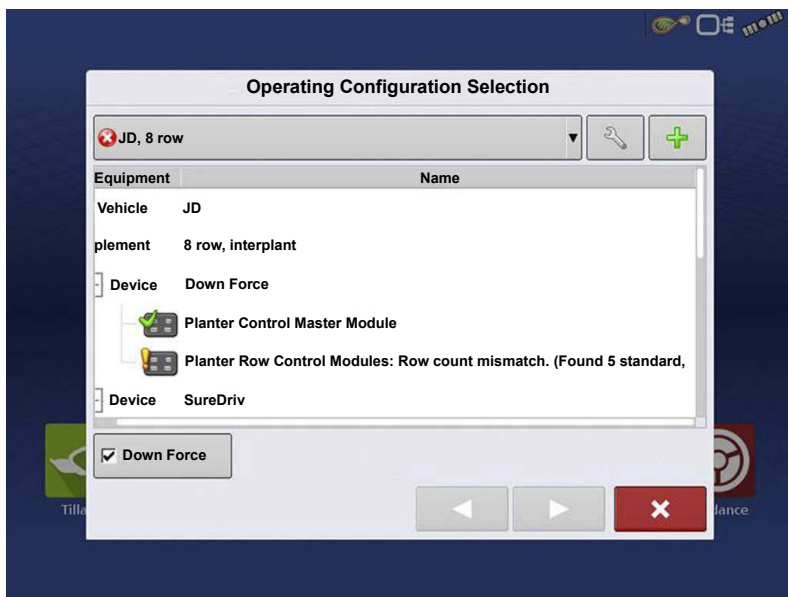 Operating Configuration Selection
JD, 8 row
Equipment Name
Vehicle JD
plement 8 row, interplant
Device Down Force
Planter Control Master Module
Planter Row Control Modules: Row count mismatch. (Found 5 standard,
Device SureDriv
Down Force
Tilla
dance